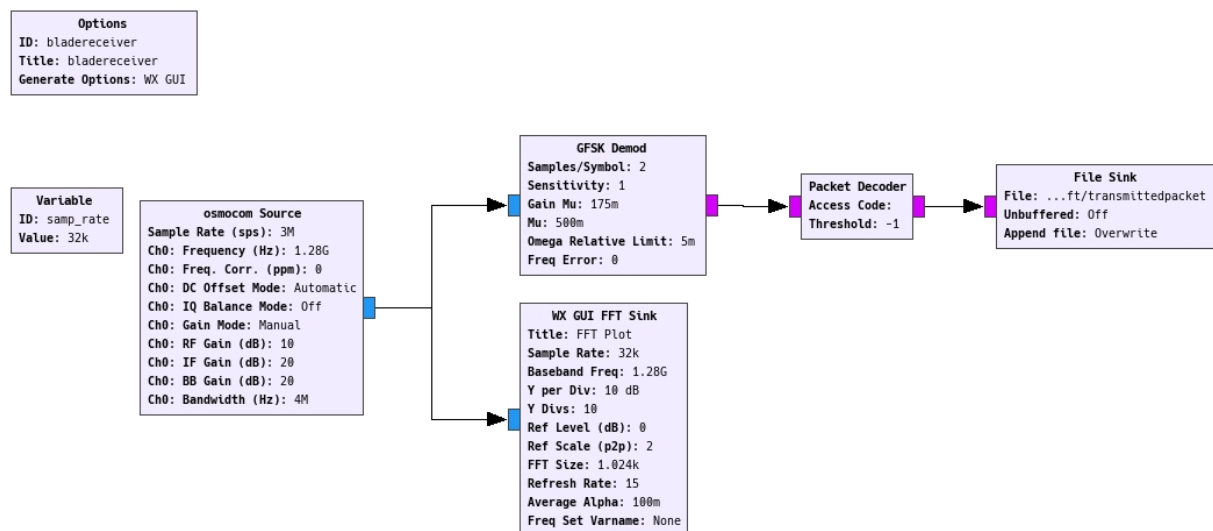 Options
ID: bladereceiver
Title: bladereceiver
Generate Options: WX GUI
Variable
ID: samp_rate
Value: 32k
osmocom Source
Sample Rate (sps): 3M
Ch0: Frequency (Hz): 1.28G
Ch0: Freq. Corr. (ppm): 0
Ch0: DC Offset Mode: Automatic
Ch0: IQ Balance Mode: Off
Ch0: Gain Mode: Manual
Ch0: RF Gain (dB): 10
Ch0: IF Gain (dB): 20
Ch0: BB Gain (dB): 20
Ch0: Bandwidth (Hz): 4M
GFSK Demod
Samples/Symbol: 2
Sensitivity: 1
Gain Mu: 175m
Mu: 500m
Omega Relative Limit: 5m
Freq Error: 0
WX GUI FFT Sink
Title: FFT Plot
Sample Rate: 32k
Baseband Freq: 1.28G
Y per Div: 10 dB
Y Divs: 10
Ref Level (dB): 0
Ref Scale (p2p): 2
FFT Size: 1.024k
Refresh Rate: 15
Average Alpha: 100m
Freq Set Varname: None
Packet Decoder
Access Code:
Threshold: -1
File Sink
File: ...ft/transmittedpacket
Unbuffered: Off
Append file: Overwrite